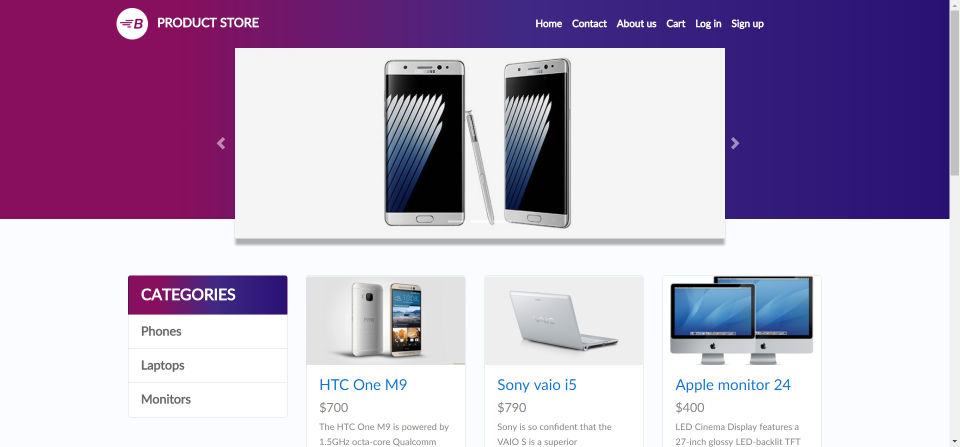 B PRODUCT STORE
Home Contact About us Cart Log in Sign up
CATEGORIES
Phones
Laptops
Monitors
VAIO
HTC One M9
$700
The HTC One M9 is powered by
1.5GHz octa-core Qualcomm
Sony vaio i5
$790
Sony is so confident that the
VAIO S is a superior
Apple monitor 24
$400
LED Cinema Display features a
27-inch glossy LED-backlit TFT